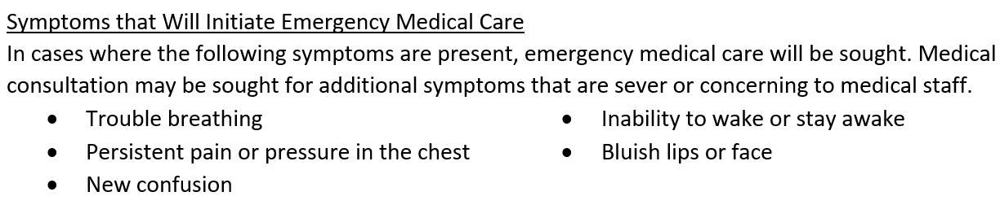 Symptoms that Will Initiate Emergency Medical Care
In cases where the following symptoms are present, emergency medical care will be sought. Medical
consultation may be sought for additional symptoms that are sever or concerning to medical staff.
• Trouble breathing
• Persistent pain or pressure in the chest
• New confusion
• Inability to wake or stay awake
• Bluish lips or face